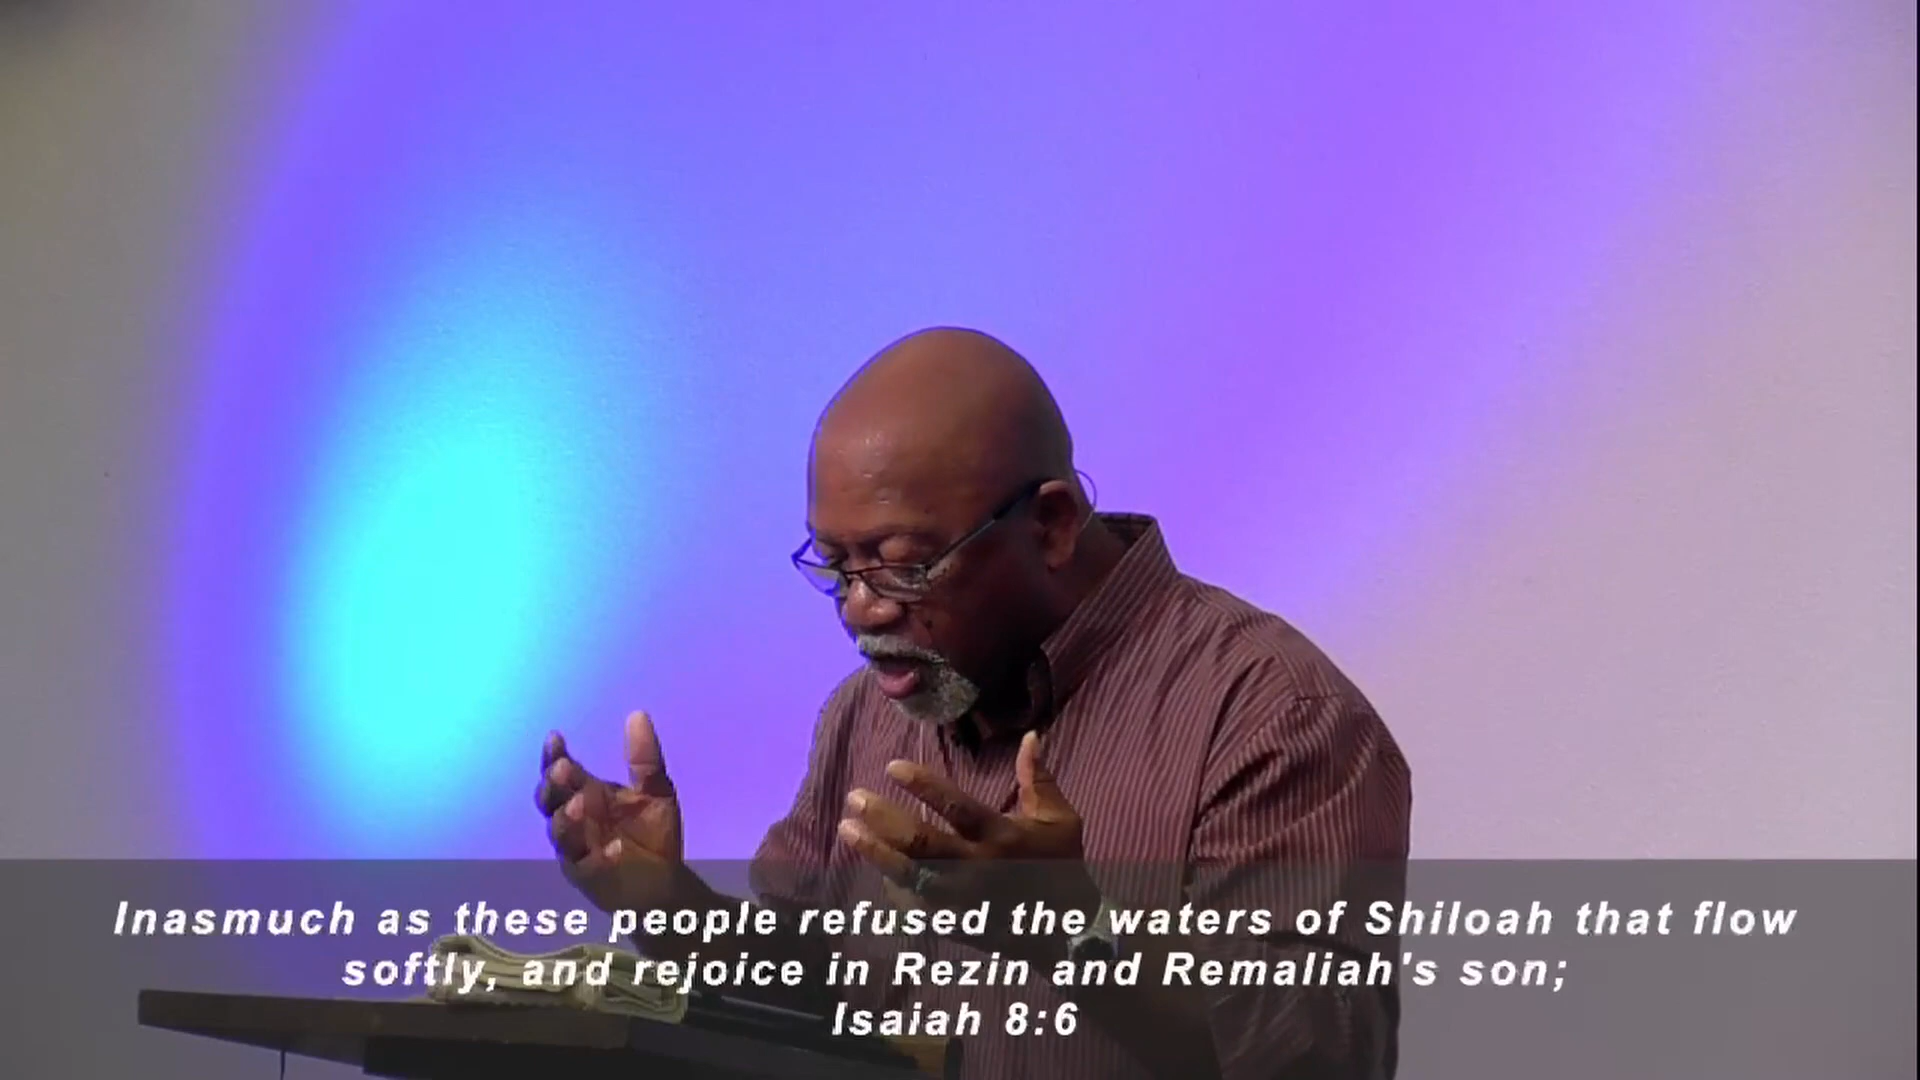 Inasmuch as these people refused the waters of Shiloah that flow
softly, and rejoice in Rezin and Remaliah's son;
Isaiah 8:6